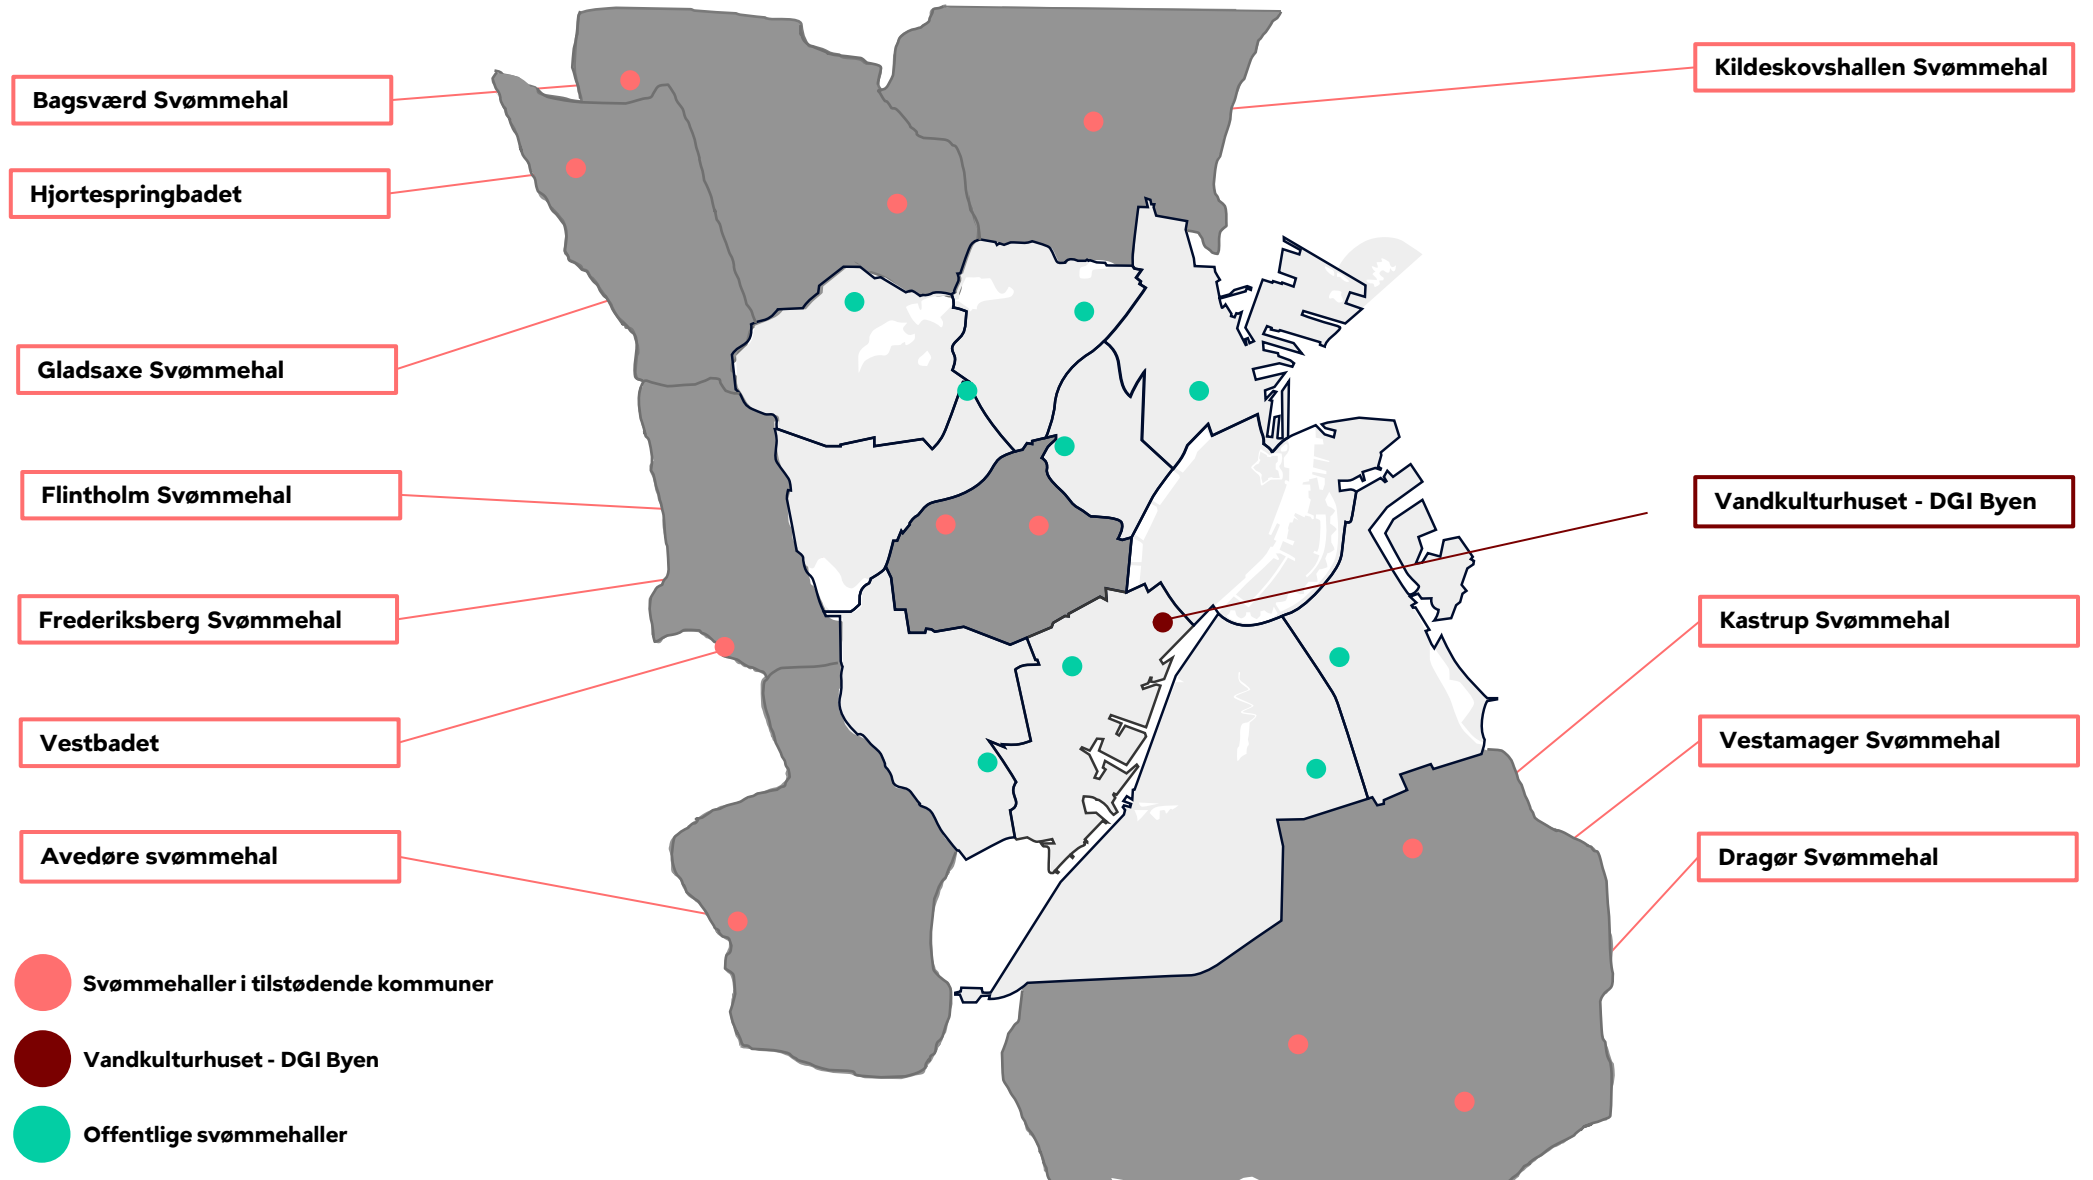 Bagsværd Svømmehal
Hjortespringbadet
Gladsaxe Svømmehal
Flintholm Svømmehal
Frederiksberg Svømmehal
Vestbadet
Avedøre svømmehal
Kildeskovshallen Svømmehal
Vandkulturhuset - DGI Byen
Kastrup Svømmehal
Vestamager Svømmehal
Dragør Svømmehal
Svømmehaller i tilstødende kommuner
Vandkulturhuset - DGI Byen
Offentlige svømmehaller